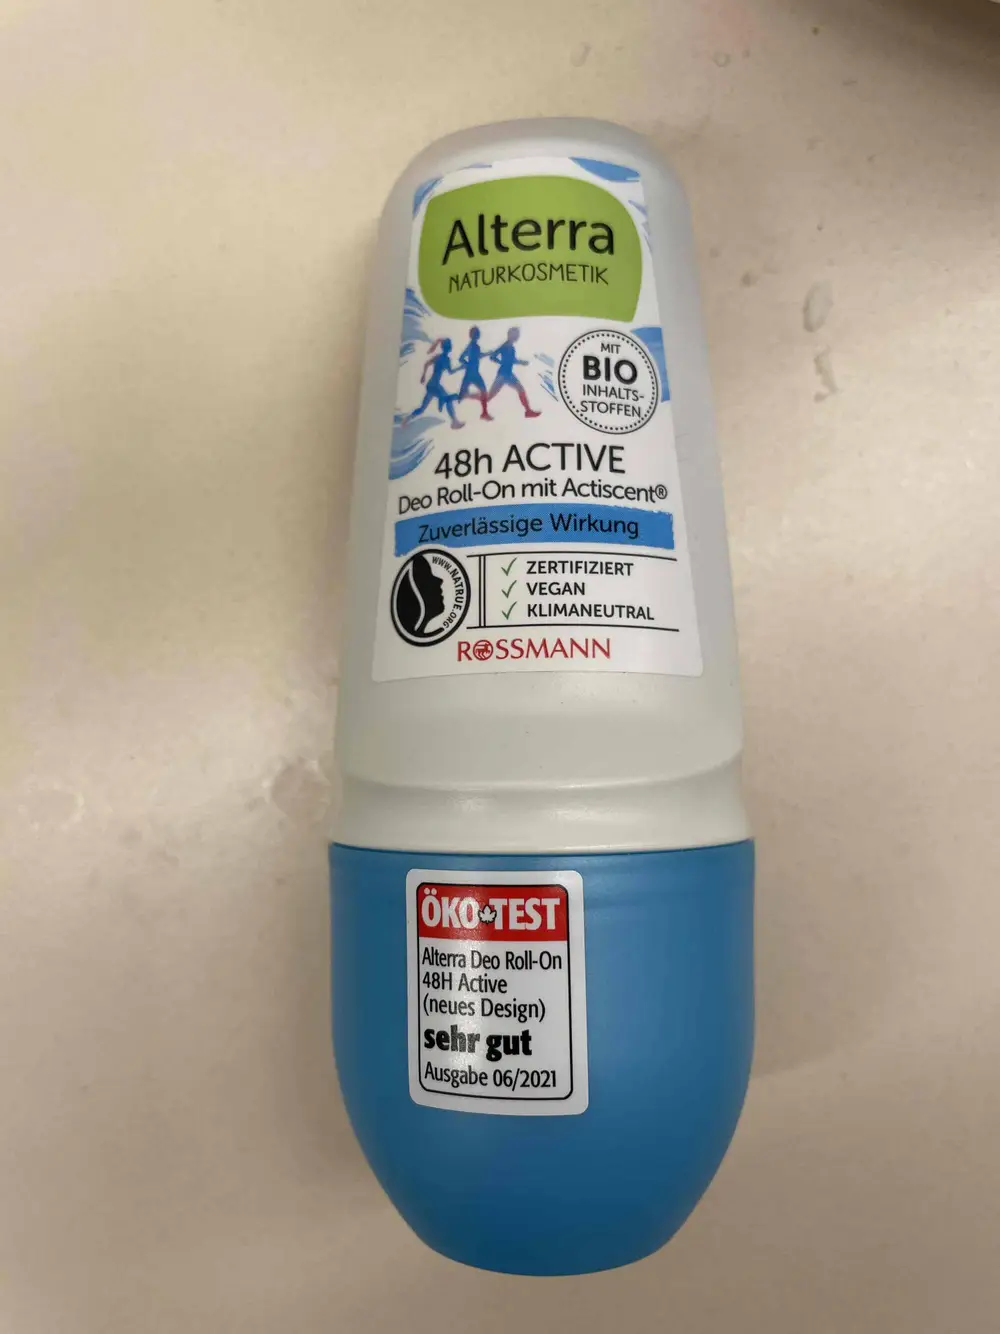 Alterra
NATURKOSMETIK
MIT
BIO
INHALTS-
STOFFEN
48h ACTIVE
Deo Roll-On mit Actiscent®
Zuverlässige Wirkung
WWW.NATRUE.ORG
ZERTIFIZIERT
VEGAN
KLIMANEUTRAL
ROSSMANN
ÖKO TEST
Alterra Deo Roll-On
48H Active
(neues Design)
sehr gut
Ausgabe 06/2021